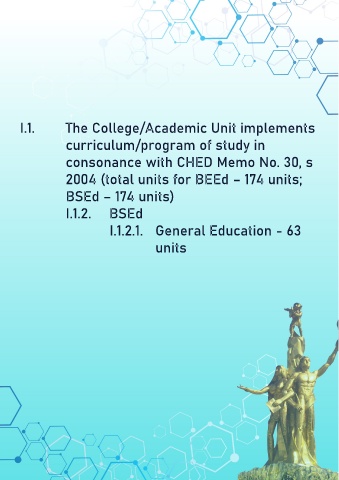 I.1. The College/Academic Unit implements
curriculum/program of study in
consonance with CHED Memo No. 30, s
2004 (total units for BEEd – 174 units;
BSEd – 174 units)
I.1.2. BSEd
I.1.2.1. General Education - 63
units